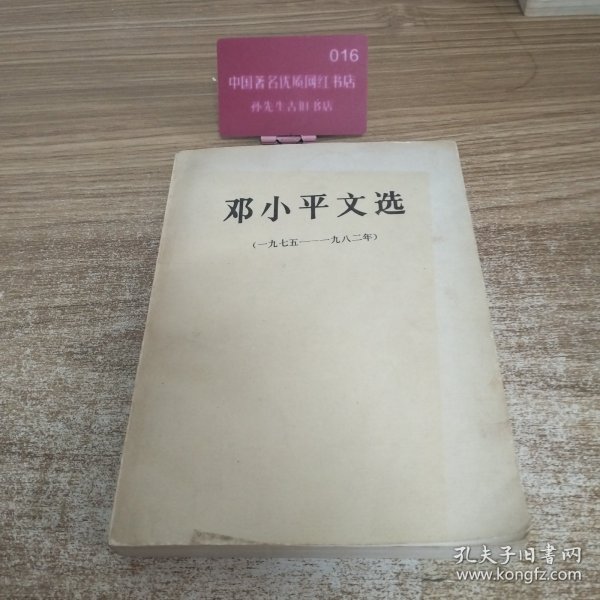 016
中国著名优质网红书店
孙先生古旧书店
邓小平文选
(一九七五——一九八二年)
孔夫子旧书网
www.kongfz.com